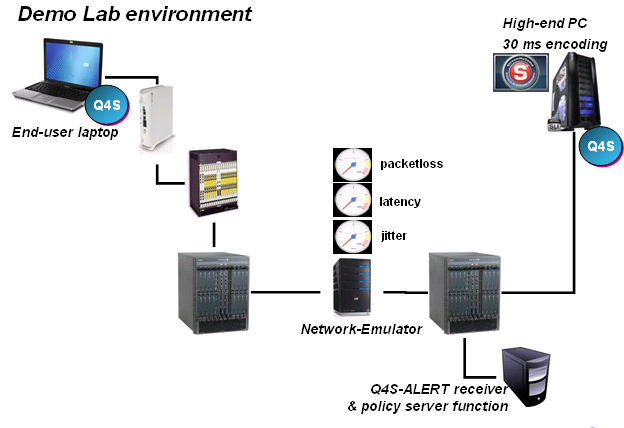 Demo Lab environment
High-end PC
30 ms encoding
S
Q4S
End-user laptop
Q4S
packetloss
latency
jitter
Network-Emulator
Q4S-ALERT receiver
& policy server function